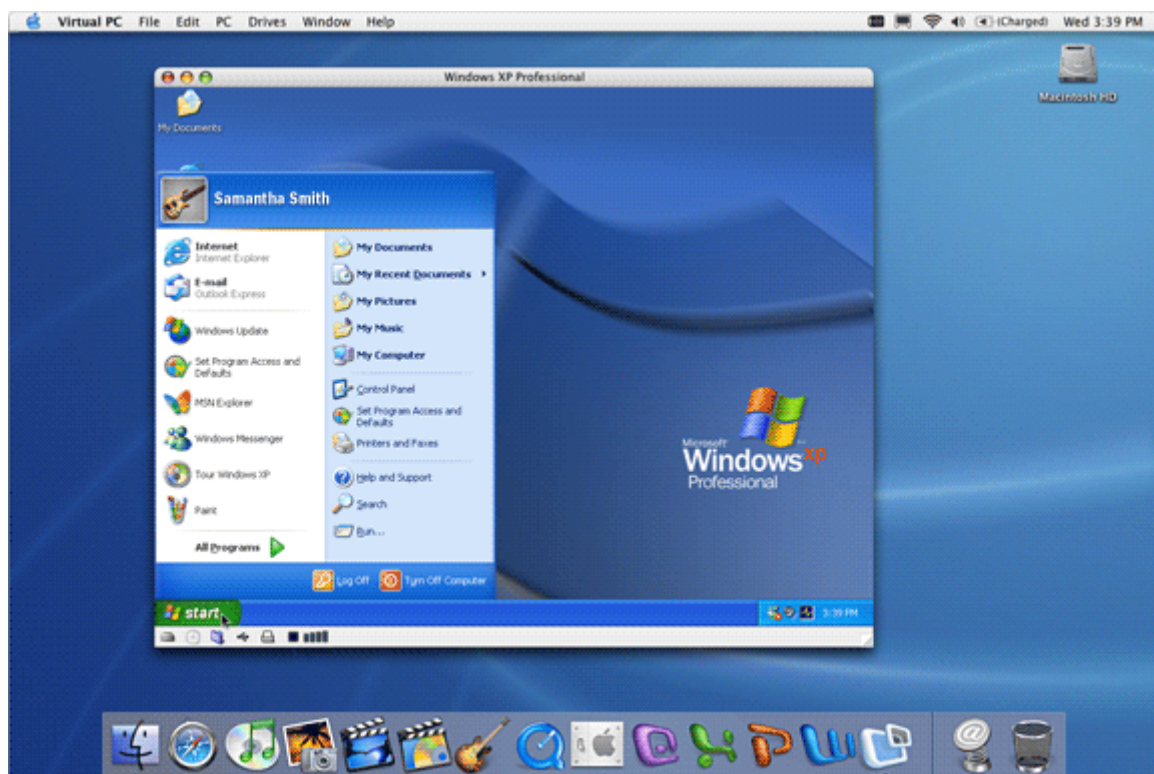 Virtual PC File Edit PC Drives Window Help (Charged) Wed 3:39 PM
Macintosh HD
Windows XP Professional
My Documents
Samantha Smith
Internet
Internet Explorer
E-mail
Outlook Express
Windows Update
Set Program Access and
Defaults
MSN Explorer
Windows Messenger
Tour Windows XP
Paint
All Programs
My Documents
My Recent Documents
My Pictures
My Music
My Computer
Control Panel
Set Program Access and
Defaults
Printers and Faxes
Help and Support
Search
Run...
Log Off Turn Off Computer
Microsoft
Windows xp
Professional
start 3:39 PM